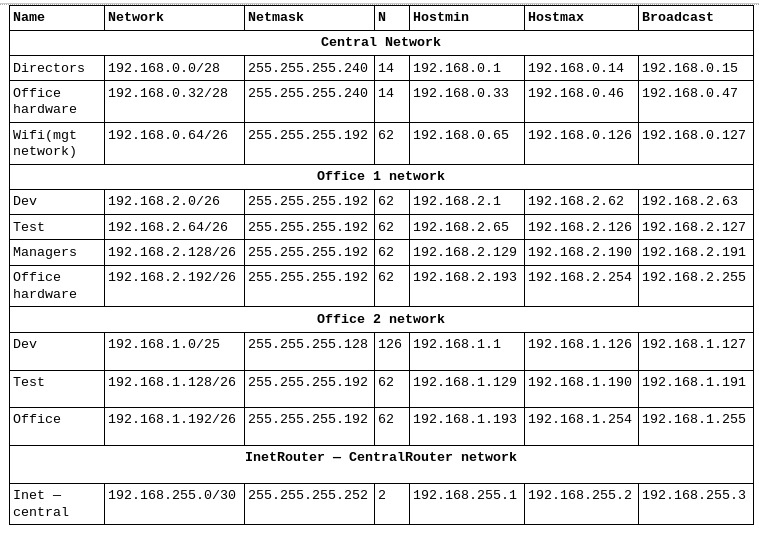 Name Network Netmask N Hostmin Hostmax Broadcast
Central Network
Directors 192.168.0.0/28 255.255.255.240 14 192.168.0.1 192.168.0.14 192.168.0.15
Office 192.168.0.32/28 255.255.255.240 14 192.168.0.33 192.168.0.46 192.168.0.47
hardware
Wifi(mgt 192.168.0.64/26 255.255.255.192 62 192.168.0.65 192.168.0.126 192.168.0.127
network)
Office 1 network
Dev 192.168.2.0/26 255.255.255.192 62 192.168.2.1 192.168.2.62 192.168.2.63
Test 192.168.2.64/26 255.255.255.192 62 192.168.2.65 192.168.2.126 192.168.2.127
Managers 192.168.2.128/26 255.255.255.192 62 192.168.2.129 192.168.2.190 192.168.2.191
Office 192.168.2.192/26 255.255.255.192 62 192.168.2.193 192.168.2.254 192.168.2.255
hardware
Office 2 network
Dev 192.168.1.0/25 255.255.255.128 126 192.168.1.1 192.168.1.126 192.168.1.127
Test 192.168.1.128/26 255.255.255.192 62 192.168.1.129 192.168.1.190 192.168.1.191
Office 192.168.1.192/26 255.255.255.192 62 192.168.1.193 192.168.1.254 192.168.1.255
InetRouter — CentralRouter network
Inet — 192.168.255.0/30 255.255.255.252 2 192.168.255.1 192.168.255.2 192.168.255.3
central